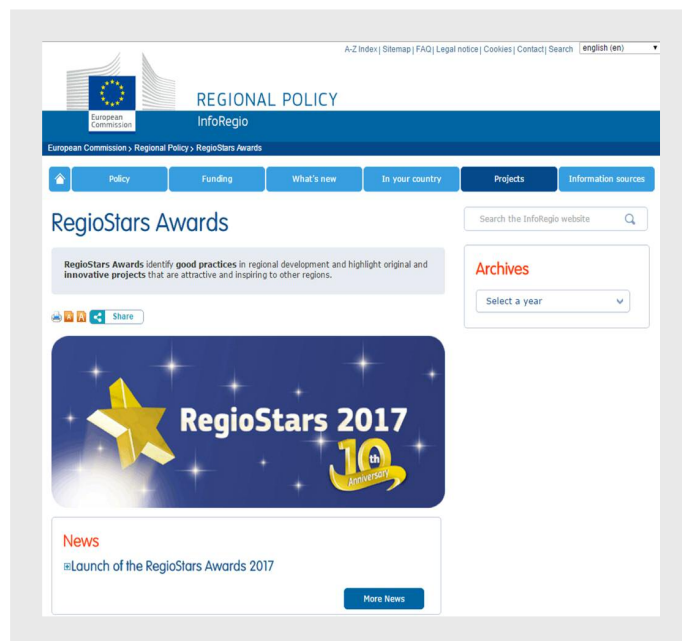 A-Z Index| Sitemap | FAQ| Legal notice | Cookies | Contact| Search english (en)
European
Commission
REGIONAL POLICY
InfoRegio
European Commission > Regional Policy > RegioStars Awards
Policy Funding What's new In your country Projects Information sources
RegioStars Awards
Search the InfoRegio website
RegioStars Awards identify good practices in regional development and highlight original and
innovative projects that are attractive and inspiring to other regions.
Archives
Select a year
A Share
RegioStars 2017
10th
Anniversary
News
Launch of the RegioStars Awards 2017
More News